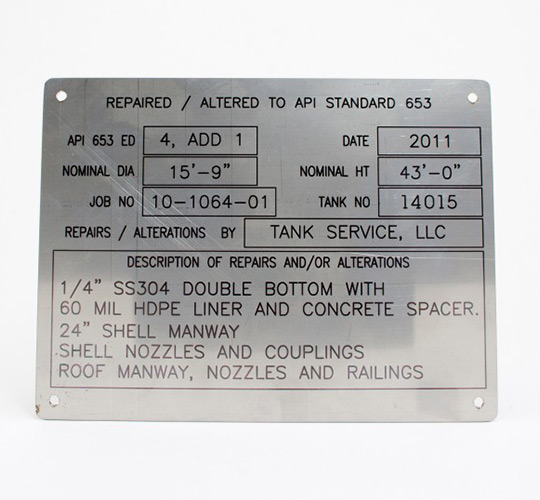 REPAIRED / ALTERED TO API STANDARD 653
API 653 ED 4, ADD 1 DATE 2011
NOMINAL DIA 15'-9" NOMINAL HT 43'-0"
JOB NO 10-1064-01 TANK NO 14015
REPAIRS / ALTERATIONS BY TANK SERVICE, LLC
DESCRIPTION OF REPAIRS AND/OR ALTERATIONS
1/4" SS304 DOUBLE BOTTOM WITH
60 MIL HDPE LINER AND CONCRETE SPACER.
24" SHELL MANWAY
SHELL NOZZLES AND COUPLINGS
ROOF MANWAY, NOZZLES AND RAILINGS